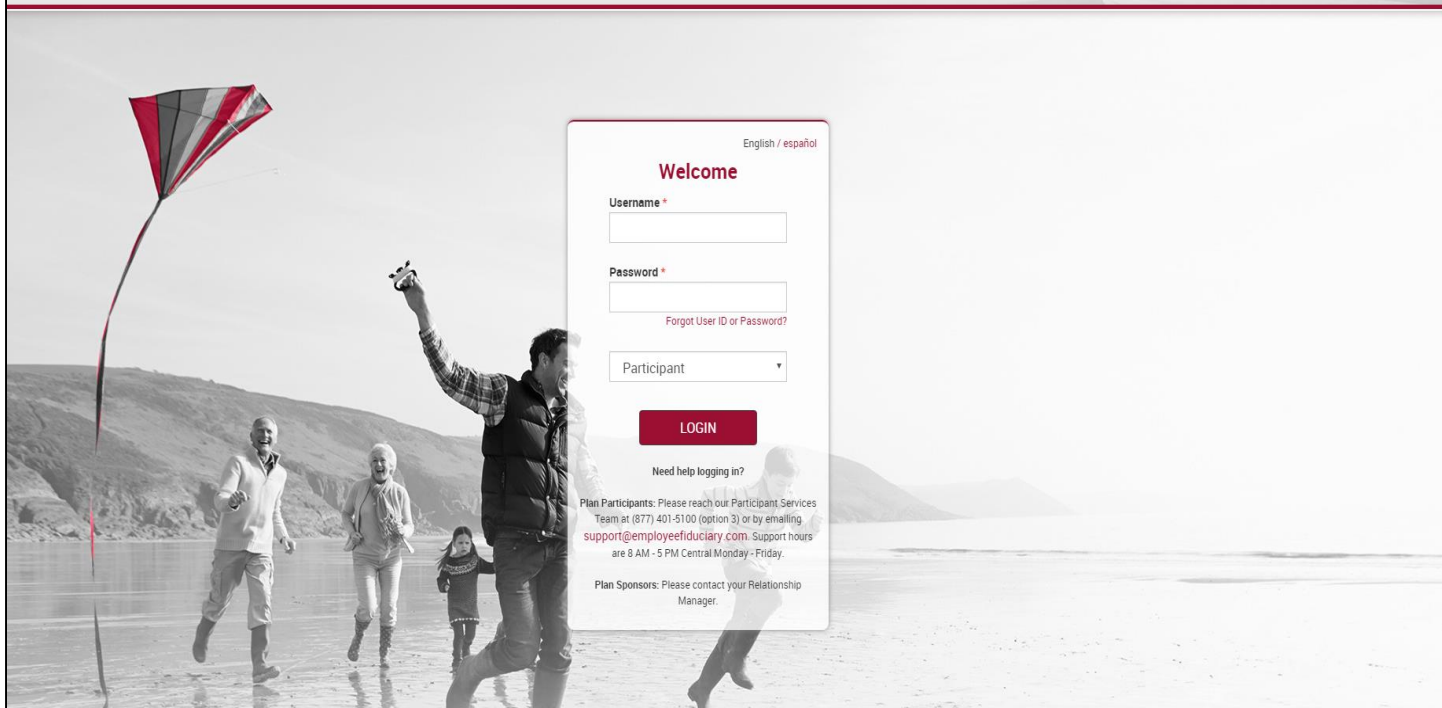 English / español
Welcome
Username *
Password *
Forgot User ID or Password?
Participant
LOGIN
Need help logging in?
Plan Participants: Please reach our Participant Services
Team at (877) 401-5100 (option 3) or by emailing
support@employeefiduciary.com. Support hours
are 8 AM - 5 PM Central Monday - Friday.
Plan Sponsors: Please contact your Relationship
Manager.